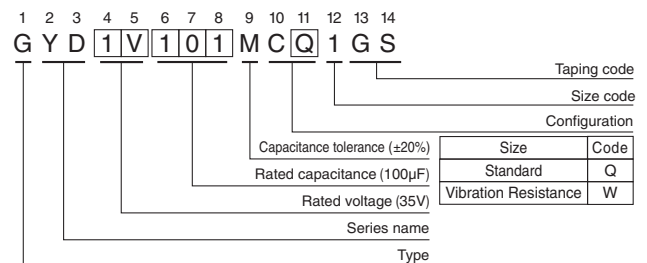 1 2 3 4 5 6 7 8 9 10 11 12 13 14
G Y D 1 V 1 0 1 M C Q 1 G S
Taping code
Size code
Configuration
Capacitance tolerance (±20%)
Rated capacitance (100μF)
Rated voltage (35V)
Series name
Type
Size Code
Standard Q
Vibration Resistance W